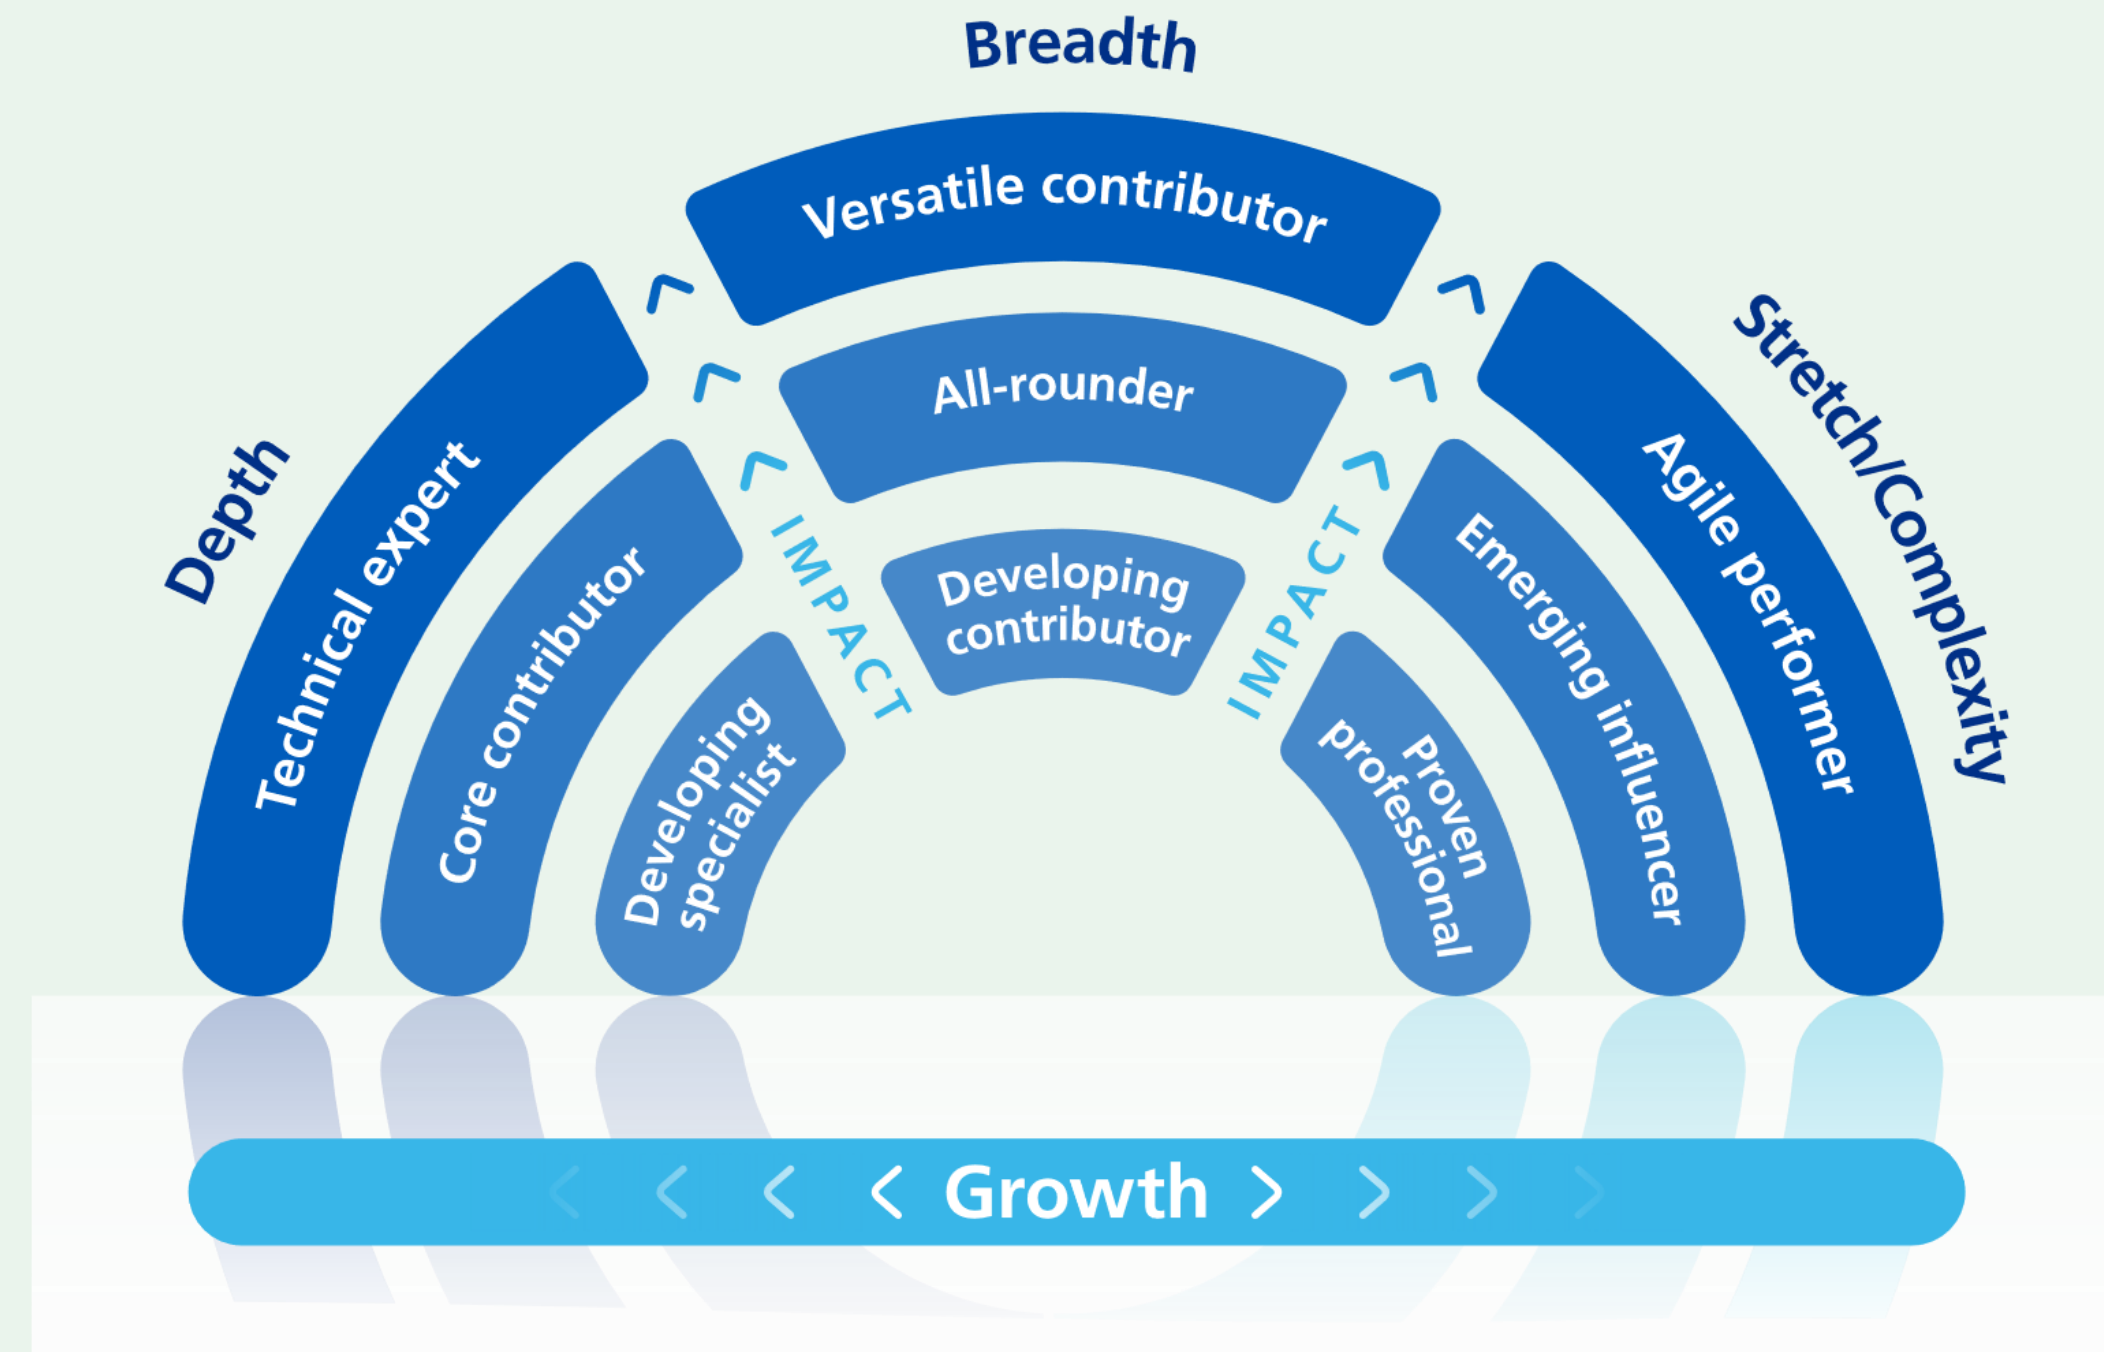 Breadth
Depth
Stretch/Complexity
Versatile contributor
All-rounder
Developing
contributor
Technical expert
Core contributor
Developing
specialist
IMPACT
IMPACT
Agile performer
Emerging influencer
Proven
professional
Growth